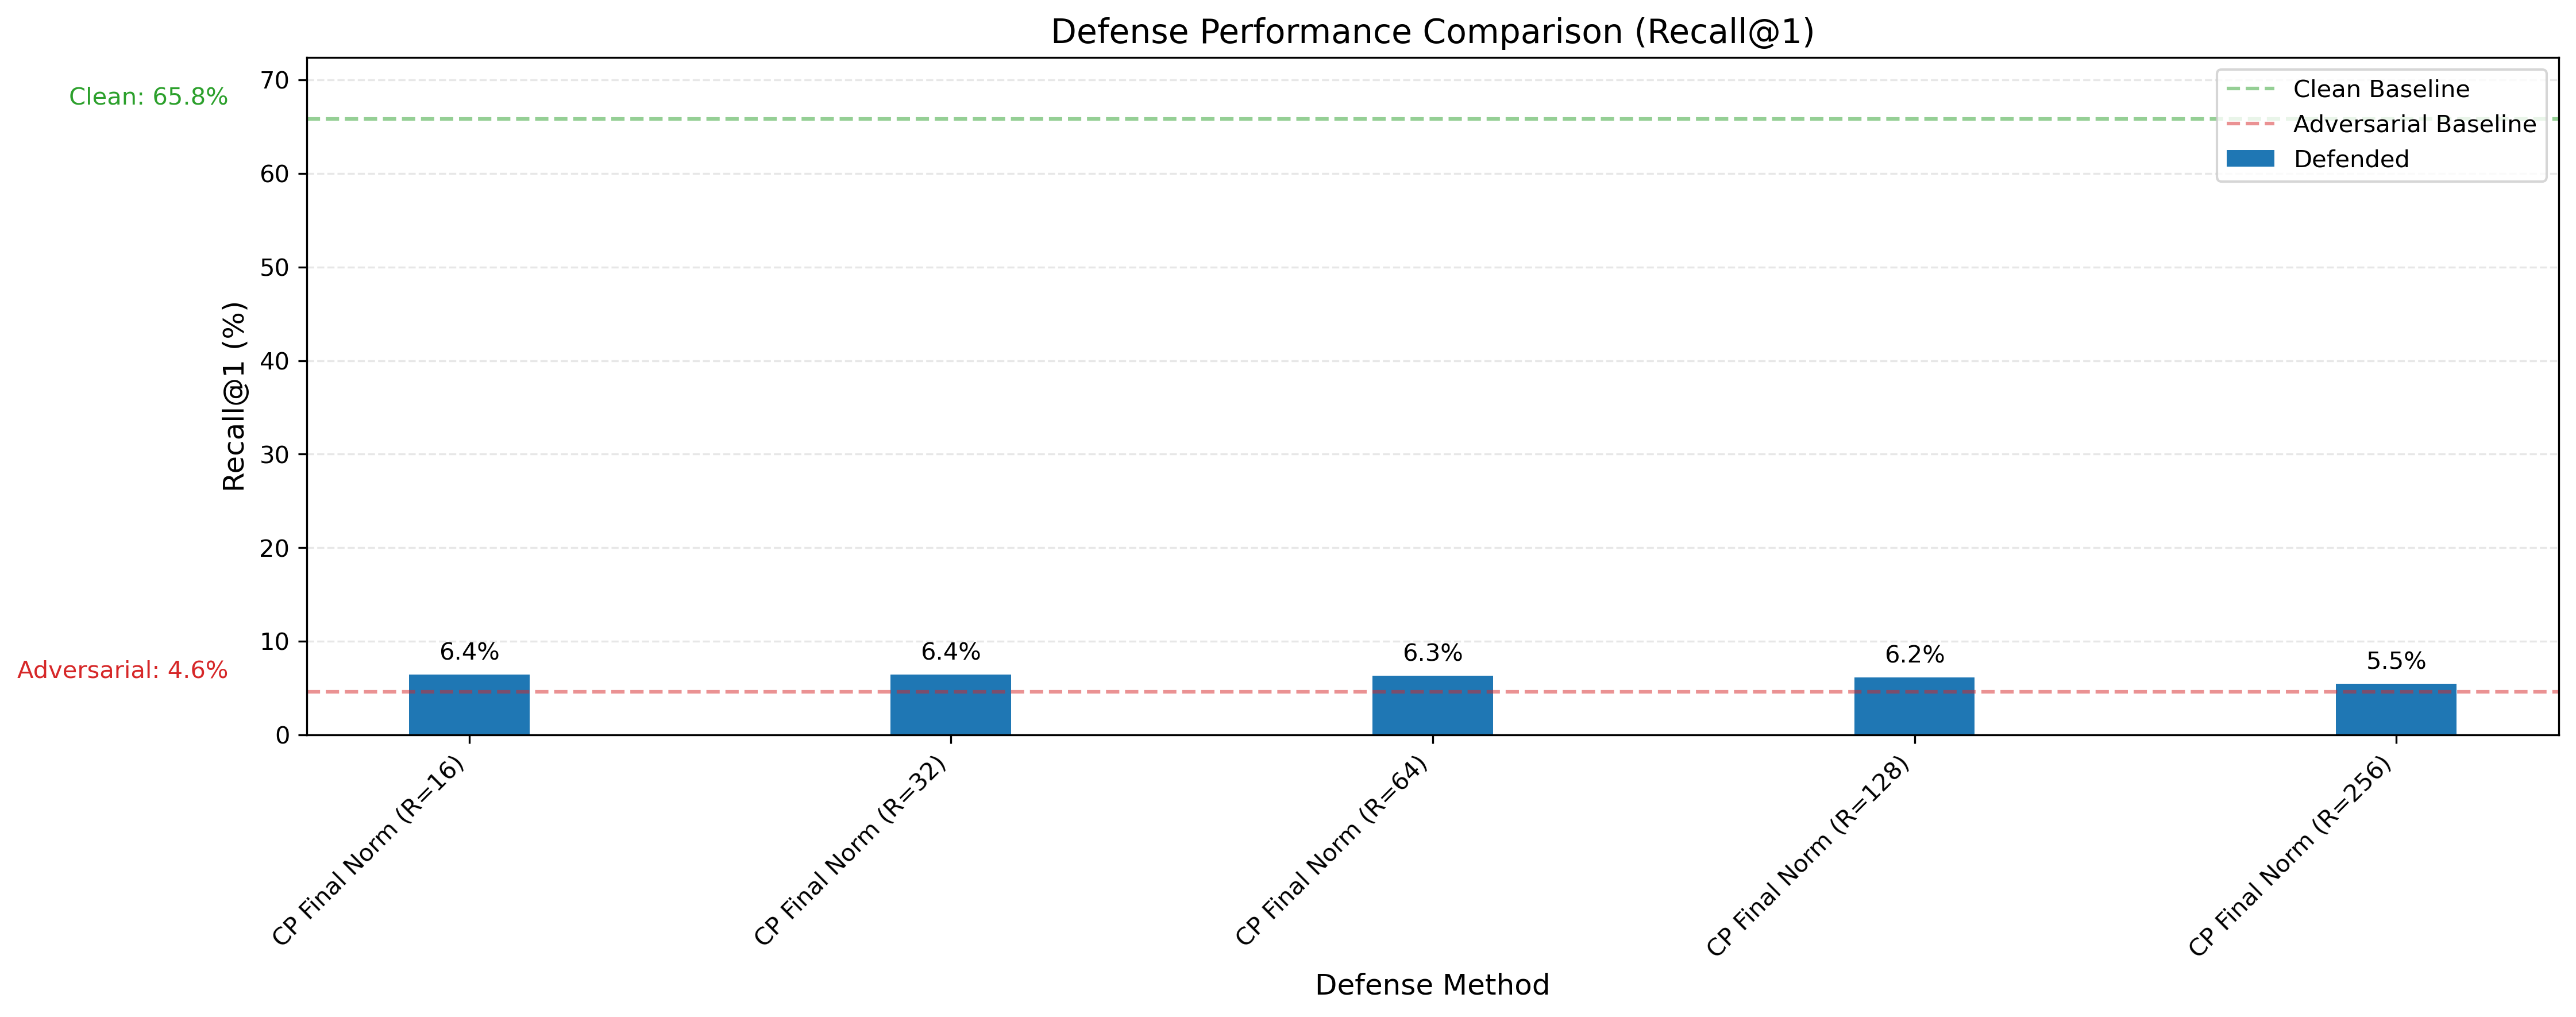 Defense Performance Comparison (Recall@1)
Clean: 65.8%
Adversarial: 4.6%
Recall@1 (%)
70
60
50
40
30
20
10
0
Clean Baseline
Adversarial Baseline
Defended
6.4%
6.4%
6.3%
6.2%
5.5%
CP Final Norm (R=16)
CP Final Norm (R=32)
CP Final Norm (R=64)
CP Final Norm (R=128)
CP Final Norm (R=256)
Defense Method